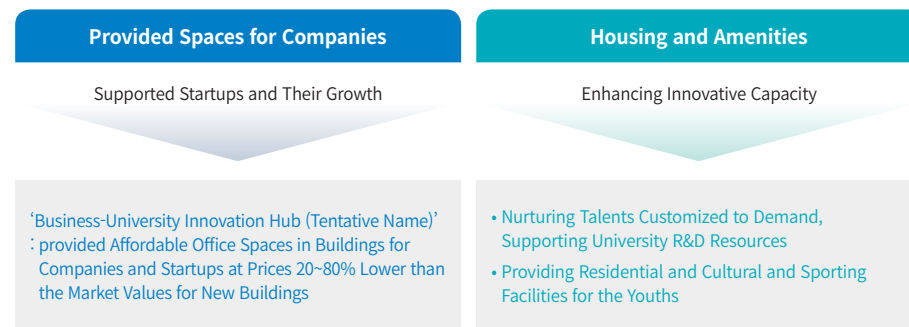 Provided Spaces for Companies
Supported Startups and Their Growth
‘Business-University Innovation Hub (Tentative Name)’
: provided Affordable Office Spaces in Buildings for
Companies and Startups at Prices 20~80% Lower than
the Market Values for New Buildings
Housing and Amenities
Enhancing Innovative Capacity
• Nurturing Talents Customized to Demand,
Supporting University R&D Resources
• Providing Residential and Cultural and Sporting
Facilities for the Youths